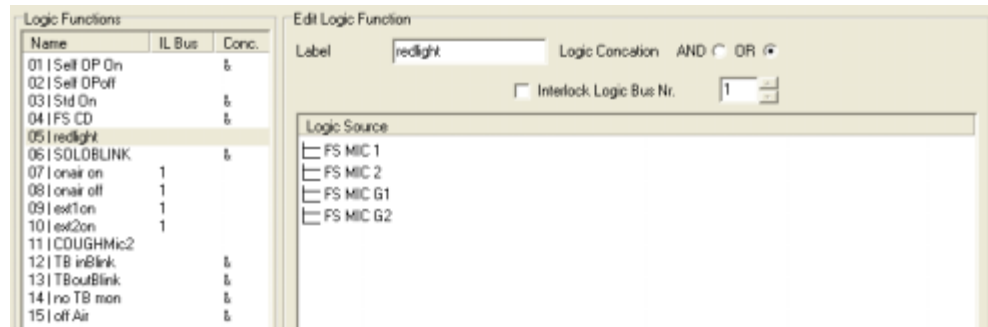 Logic Functions
Name IL Bus Conc.
01 | Self OP On &
02 | Self OPoff
03 | Std On &
04 | FS CD &
05 | redlight
06 | SOLOBLINK &
07 | onair on 1
08 | onair off 1
09 | ext1on 1
10 | ext2on 1
11 | COUGHMic2
12 | TB inBlink &
13 | TBoutBlink &
14 | no TB mon &
15 | off Air &
Edit Logic Function
Label redlight Logic Concation AND OR
Interlock Logic Bus Nr. 1
Logic Source
FS MIC 1
FS MIC 2
FS MIC G1
FS MIC G2